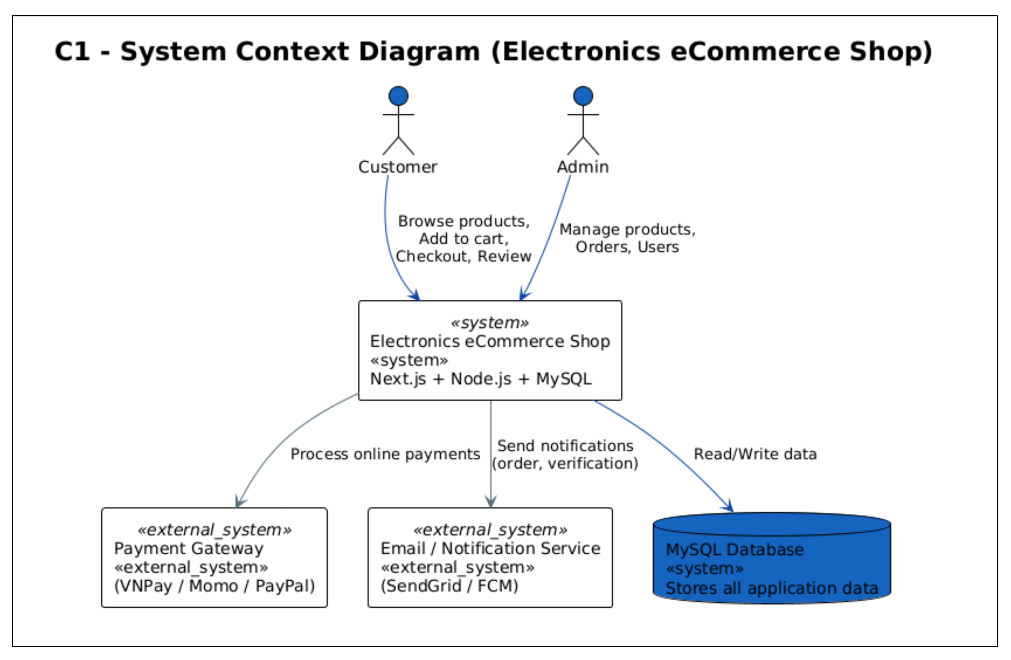 C1 - System Context Diagram (Electronics eCommerce Shop)
Customer
Admin
Browse products,
Add to cart,
Checkout, Review
Manage products,
Orders, Users
«system»
Electronics eCommerce Shop
«system»
Next.js + Node.js + MySQL
Process online payments
Send notifications
(order, verification)
Read/Write data
«external_system»
Payment Gateway
«external_system»
(VNPay / Momo / PayPal)
«external_system»
Email / Notification Service
«external_system»
(SendGrid / FCM)
MySQL Database
«system»
Stores all application data